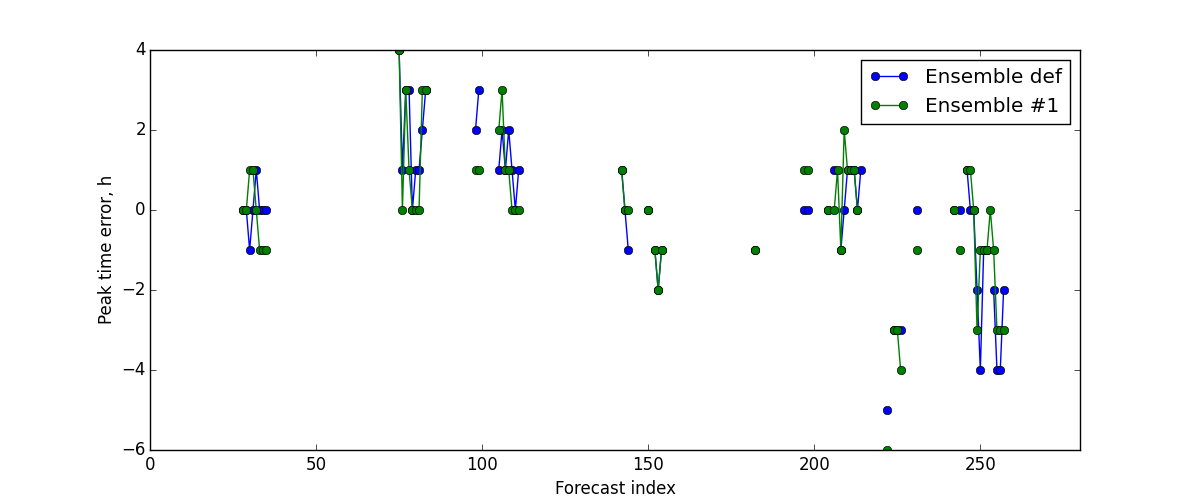 Ensemble def
Ensemble #1
4
2
0
−2
−4
−6
Peak time error, h
0 50 100 150 200 250
Forecast index